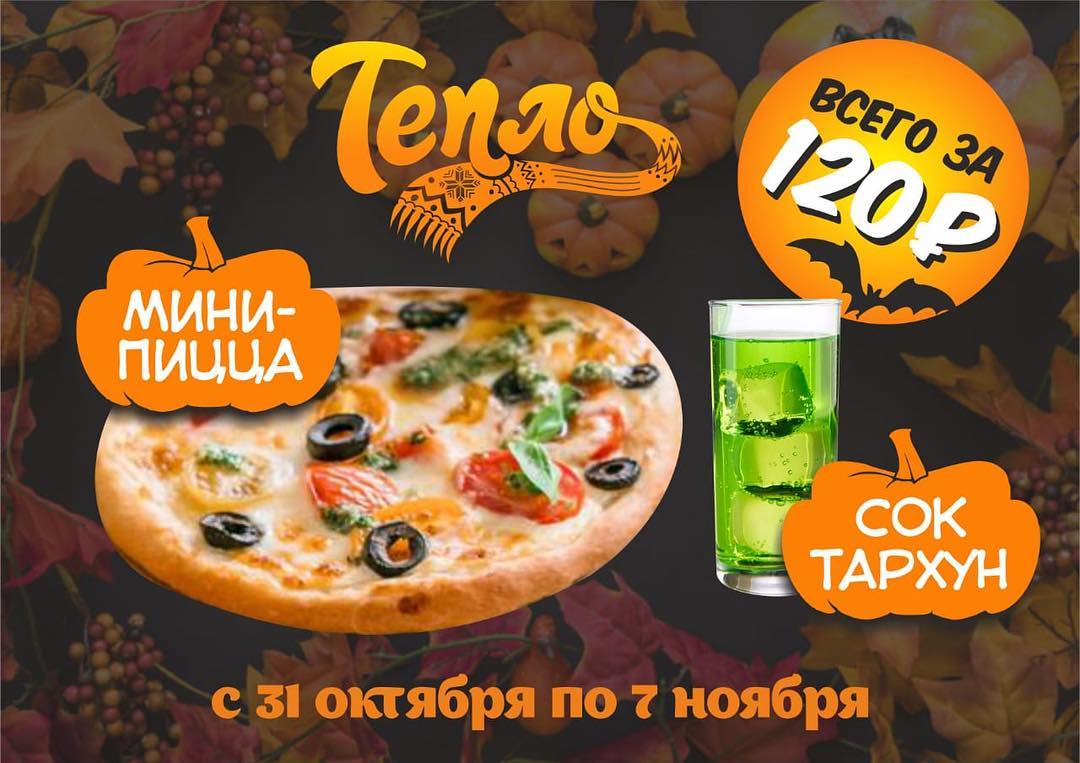 Тепло
ВСЕГО ЗА
120₽
МИНИ-
ПИЦЦА
СОК
ТАРХУН
с 31 октября по 7 ноября